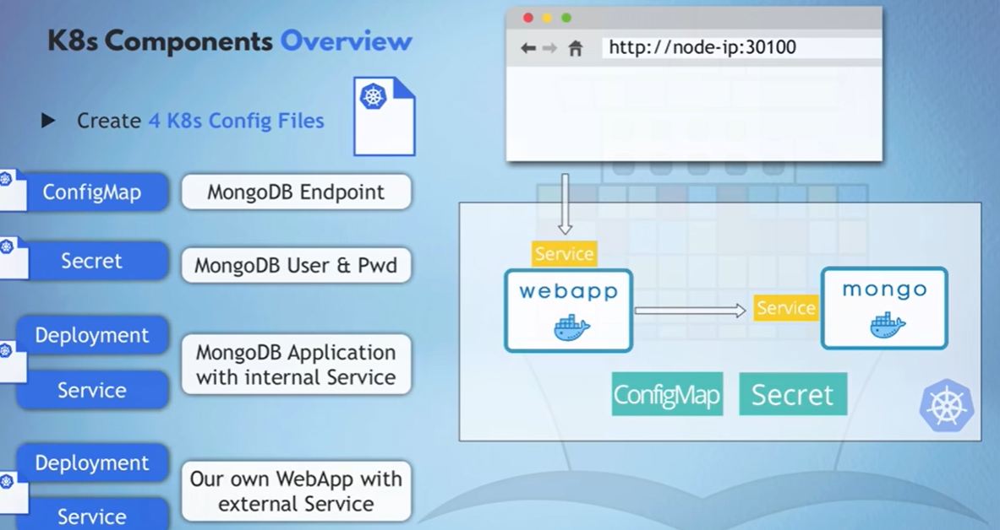 K8s Components Overview
Create 4 K8s Config Files
ConfigMap
MongoDB Endpoint
Secret
MongoDB User & Pwd
Deployment
Service
MongoDB Application
with internal Service
Deployment
Service
Our own WebApp with
external Service
http://node-ip:30100
Service
webapp
Service
mongo
ConfigMap
Secret